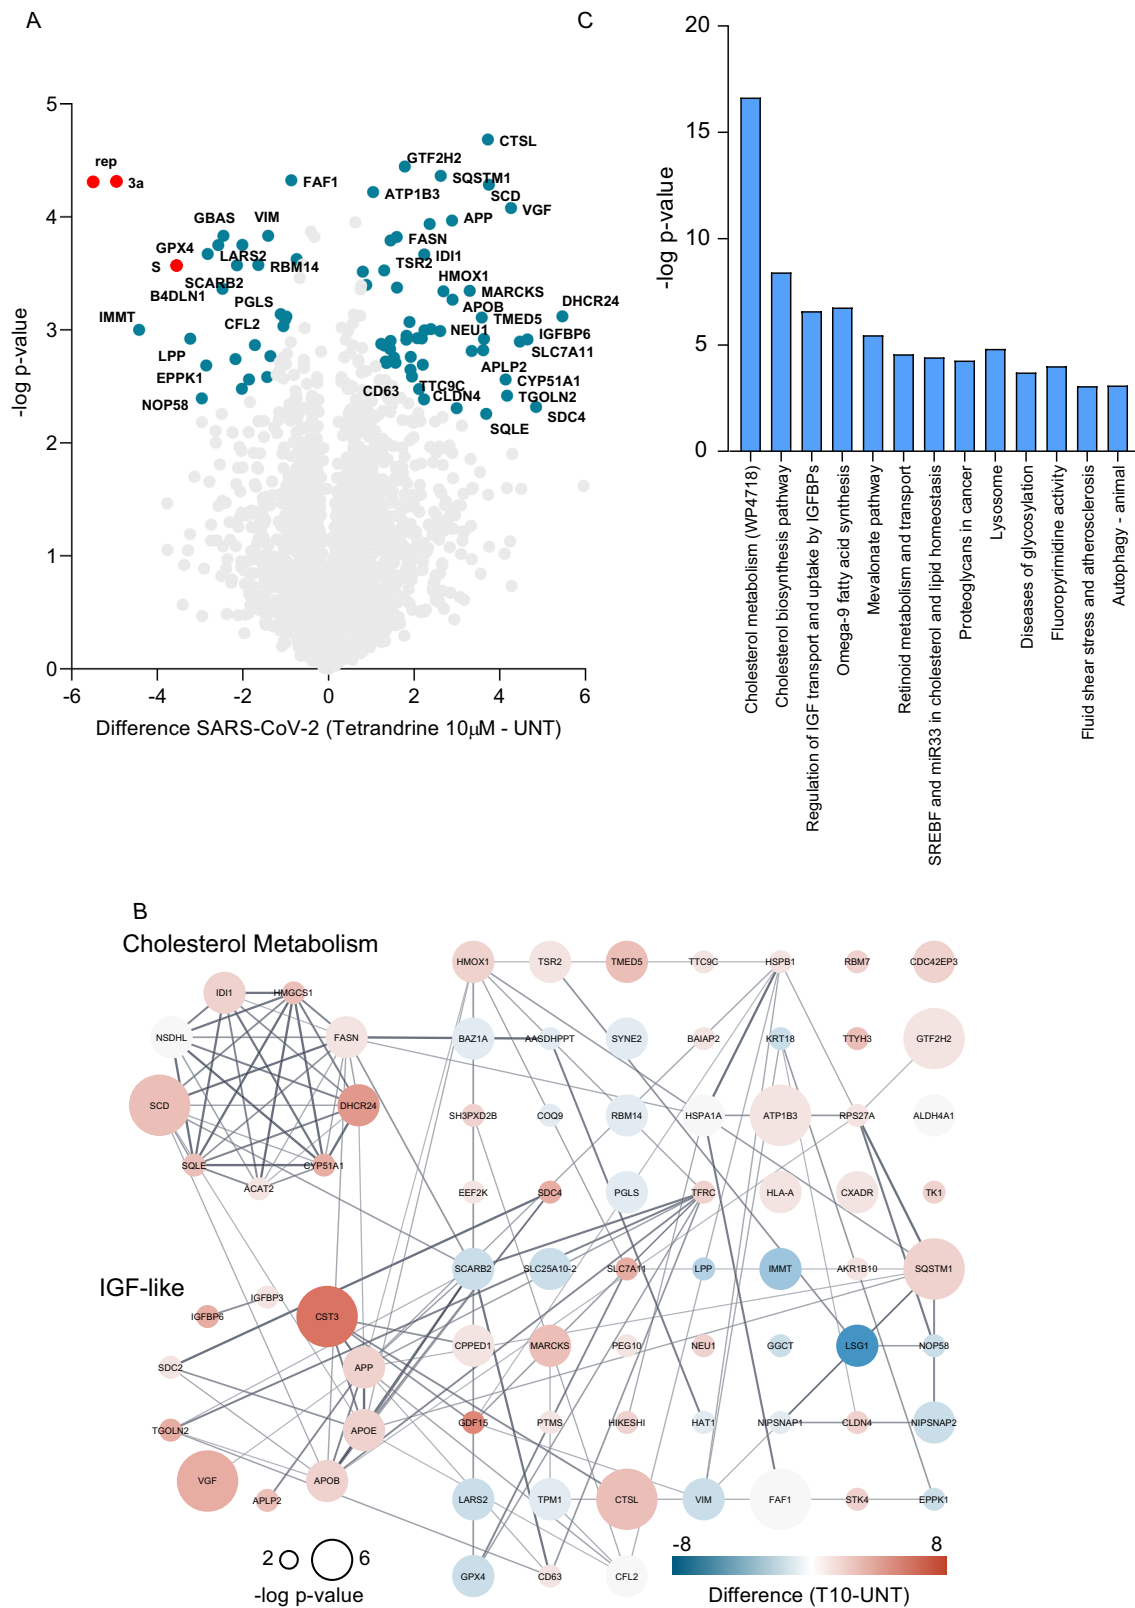 A
5
4
3
2
1
0
-log p-value
-6
-4
-2
0
2
4
6
Difference SARS-CoV-2 (Tetrandrine 10μM - UNT)
rep
3a
S
FAF1
GTF2H2
CTSL
SQSTM1
ATP1B3
SCD
VGF
GBAS
VIM
APP
GPX4
LARS2
RBM14
FASN
IDI1
TSR2
SCARB2
HMOX1
MARCKS
B4DLN1
PGLS
APOB
DHCR24
IMMT
CFL2
NEU1
TMED5
IGFBP6
LPP
SLC7A11
EPPK1
APLP2
CYP51A1
NOP58
CD63
TTC9C
CLDN4
TGOLN2
SDC4
SQLE
C
20
15
10
5
0
-log p-value
Cholesterol metabolism (WP4718)
Cholesterol biosynthesis pathway
Regulation of IGF transport and uptake by IGFBPs
Omega-9 fatty acid synthesis
Mevalonate pathway
Retinoid metabolism and transport
SREBF and miR33 in cholesterol and lipid homeostasis
Proteoglycans in cancer
Lysosome
Diseases of glycosylation
Fluoropyrimidine activity
Fluid shear stress and atherosclerosis
Autophagy - animal
B
Cholesterol Metabolism
IDI1
HMGCS1
NSDHL
FASN
SCD
DHCR24
SQLE
CYP51A1
ACAT2
IGF-like
IGFBP3
IGFBP6
CST3
SDC2
APP
TGOLN2
APOE
VGF
APLP2
APOB
HMOX1
TSR2
TMED5
TTC9C
HSPB1
RBM7
CDC42EP3
BAZ1A
AASDHPPT
SYNE2
BAIAP2
KRT18
TTYH3
GTF2H2
SH3PXD2B
COQ9
RBM14
HSPA1A
ATP1B3
RPS27A
ALDH4A1
EEF2K
SDC4
PGLS
TFRC
HLA-A
CXADR
TK1
SCARB2
SLC25A10-2
SLC7A11
LPP
IMMT
AKR1B10
SQSTM1
CPPED1
MARCKS
PEG10
NEU1
GGCT
LSG1
NOP58
GDF15
PTMS
HIKESHI
HAT1
NIPSNAP1
CLDN4
NIPSNAP2
LARS2
TPM1
CTSL
VIM
FAF1
STK4
EPPK1
GPX4
CD63
CFL2
2
6
-log p-value
-8
8
Difference (T10-UNT)